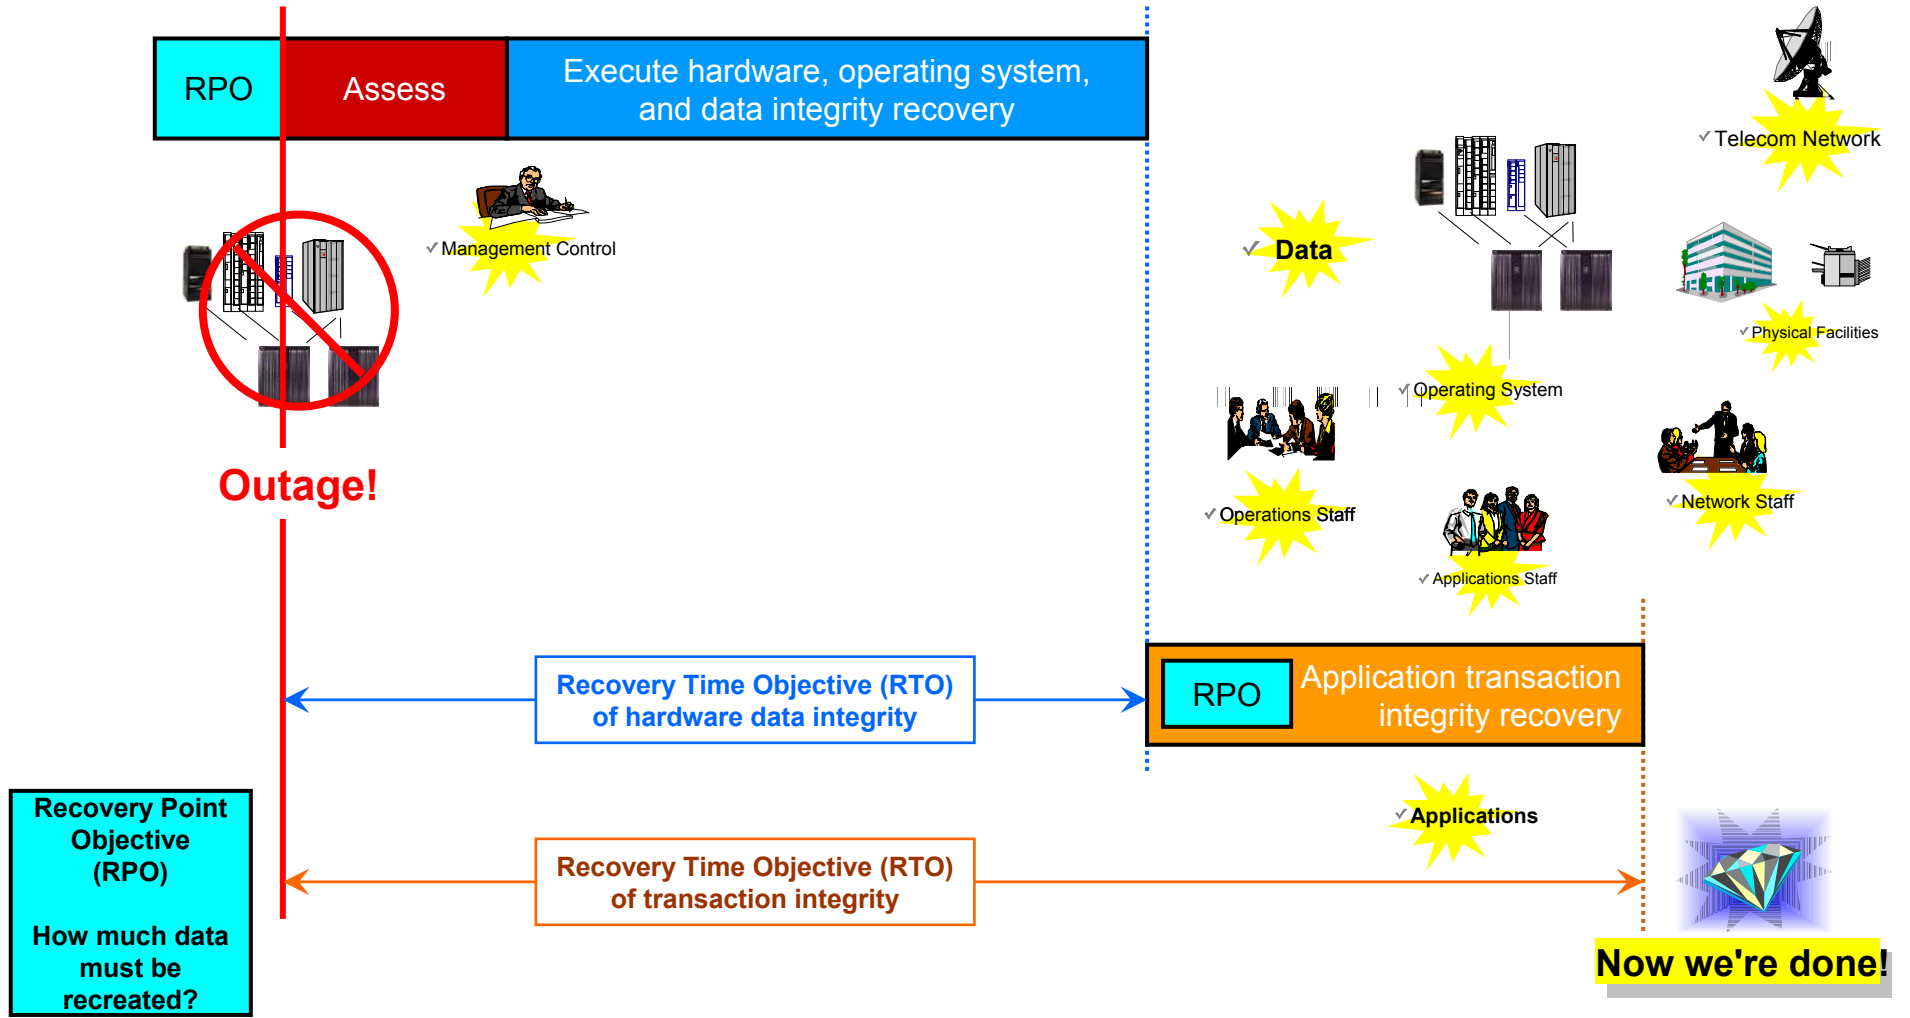 RPO
Assess
Execute hardware, operating system,
and data integrity recovery
Telecom Network
Management Control
Data
Physical Facilities
Operating System
Outage!
Operations Staff
Network Staff
Applications Staff
Recovery Time Objective (RTO)
of hardware data integrity
RPO
Application transaction
integrity recovery
Recovery Point
Objective
(RPO)
How much data
must be
recreated?
Applications
Recovery Time Objective (RTO)
of transaction integrity
Now we're done!